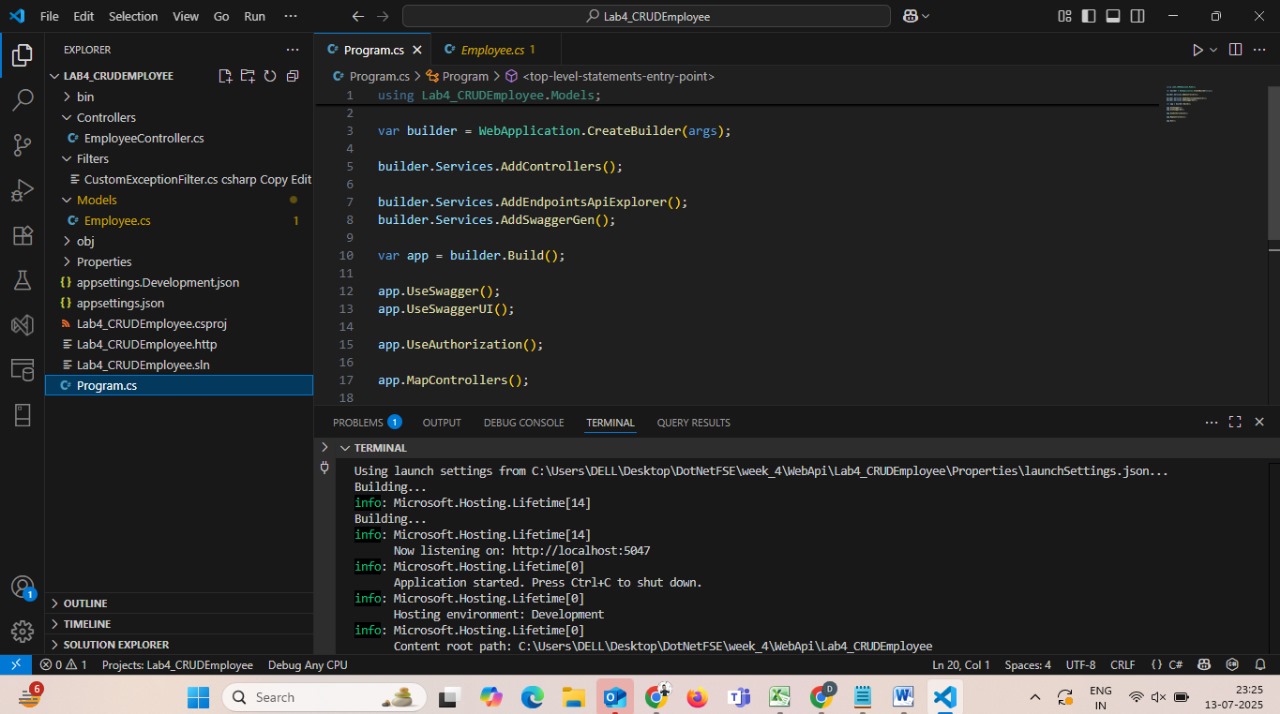 File Edit Selection View Go Run ··· Lab4_CRUDEmployee
EXPLORER ···
LAB4_CRUDEMPLOYEE
bin
Controllers
EmployeeController.cs
Filters
CustomExceptionFilter.cs csharp Copy Edit
Models
Employee.cs 1
obj
Properties
appsettings.Development.json
appsettings.json
Lab4_CRUDEmployee.csproj
Lab4_CRUDEmployee.http
Lab4_CRUDEmployee.sln
Program.cs
OUTLINE
TIMELINE
SOLUTION EXPLORER
Program.cs Employee.cs 1
Program.cs > Program > <top-level-statements-entry-point>
1 using Lab4_CRUDEmployee.Models;
2
3 var builder = WebApplication.CreateBuilder(args);
4
5 builder.Services.AddControllers();
6
7 builder.Services.AddEndpointsApiExplorer();
8 builder.Services.AddSwaggerGen();
9
10 var app = builder.Build();
11
12 app.UseSwagger();
13 app.UseSwaggerUI();
14
15 app.UseAuthorization();
16
17 app.MapControllers();
18
PROBLEMS 1 OUTPUT DEBUG CONSOLE TERMINAL QUERY RESULTS
TERMINAL
Using launch settings from C:\Users\DELL\Desktop\DotNetFSE\week_4\WebApi\Lab4_CRUDEmployee\Properties\launchSettings.json...
Building...
info: Microsoft.Hosting.Lifetime[14]
Building...
info: Microsoft.Hosting.Lifetime[14]
Now listening on: http://localhost:5047
info: Microsoft.Hosting.Lifetime[0]
Application started. Press Ctrl+C to shut down.
info: Microsoft.Hosting.Lifetime[0]
Hosting environment: Development
info: Microsoft.Hosting.Lifetime[0]
Content root path: C:\Users\DELL\Desktop\DotNetFSE\week_4\WebApi\Lab4_CRUDEmployee
1
0 1 Projects: Lab4_CRUDEmployee Debug Any CPU Ln 20, Col 1 Spaces: 4 UTF-8 CRLF {} C#
6 Search ENG 23:25
IN 13-07-2025